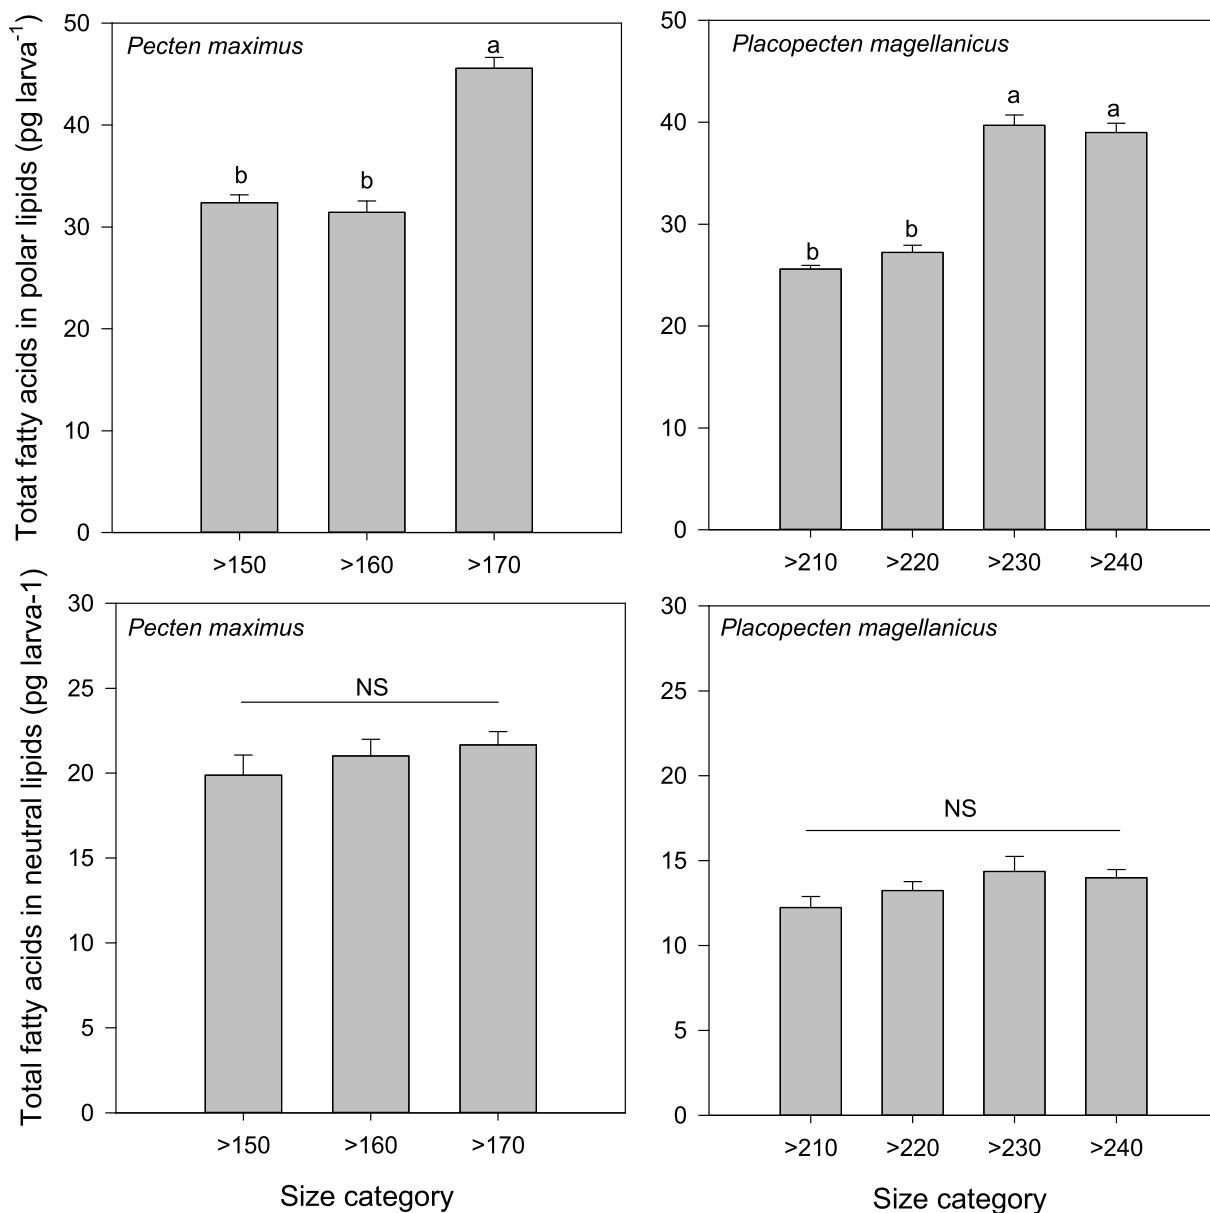 Totat fatty acids in polar lipids (pg larva⁻¹)
50
40
30
20
10
0
Pecten maximus
b
b
a
>150
>160
>170
50
40
30
20
10
0
Placopecten magellanicus
b
b
a
a
>210
>220
>230
>240
Total fatty acids in neutral lipids (pg larva-1)
30
25
20
15
10
5
0
Pecten maximus
NS
>150
>160
>170
Size category
30
25
20
15
10
5
0
Placopecten magellanicus
NS
>210
>220
>230
>240
Size category